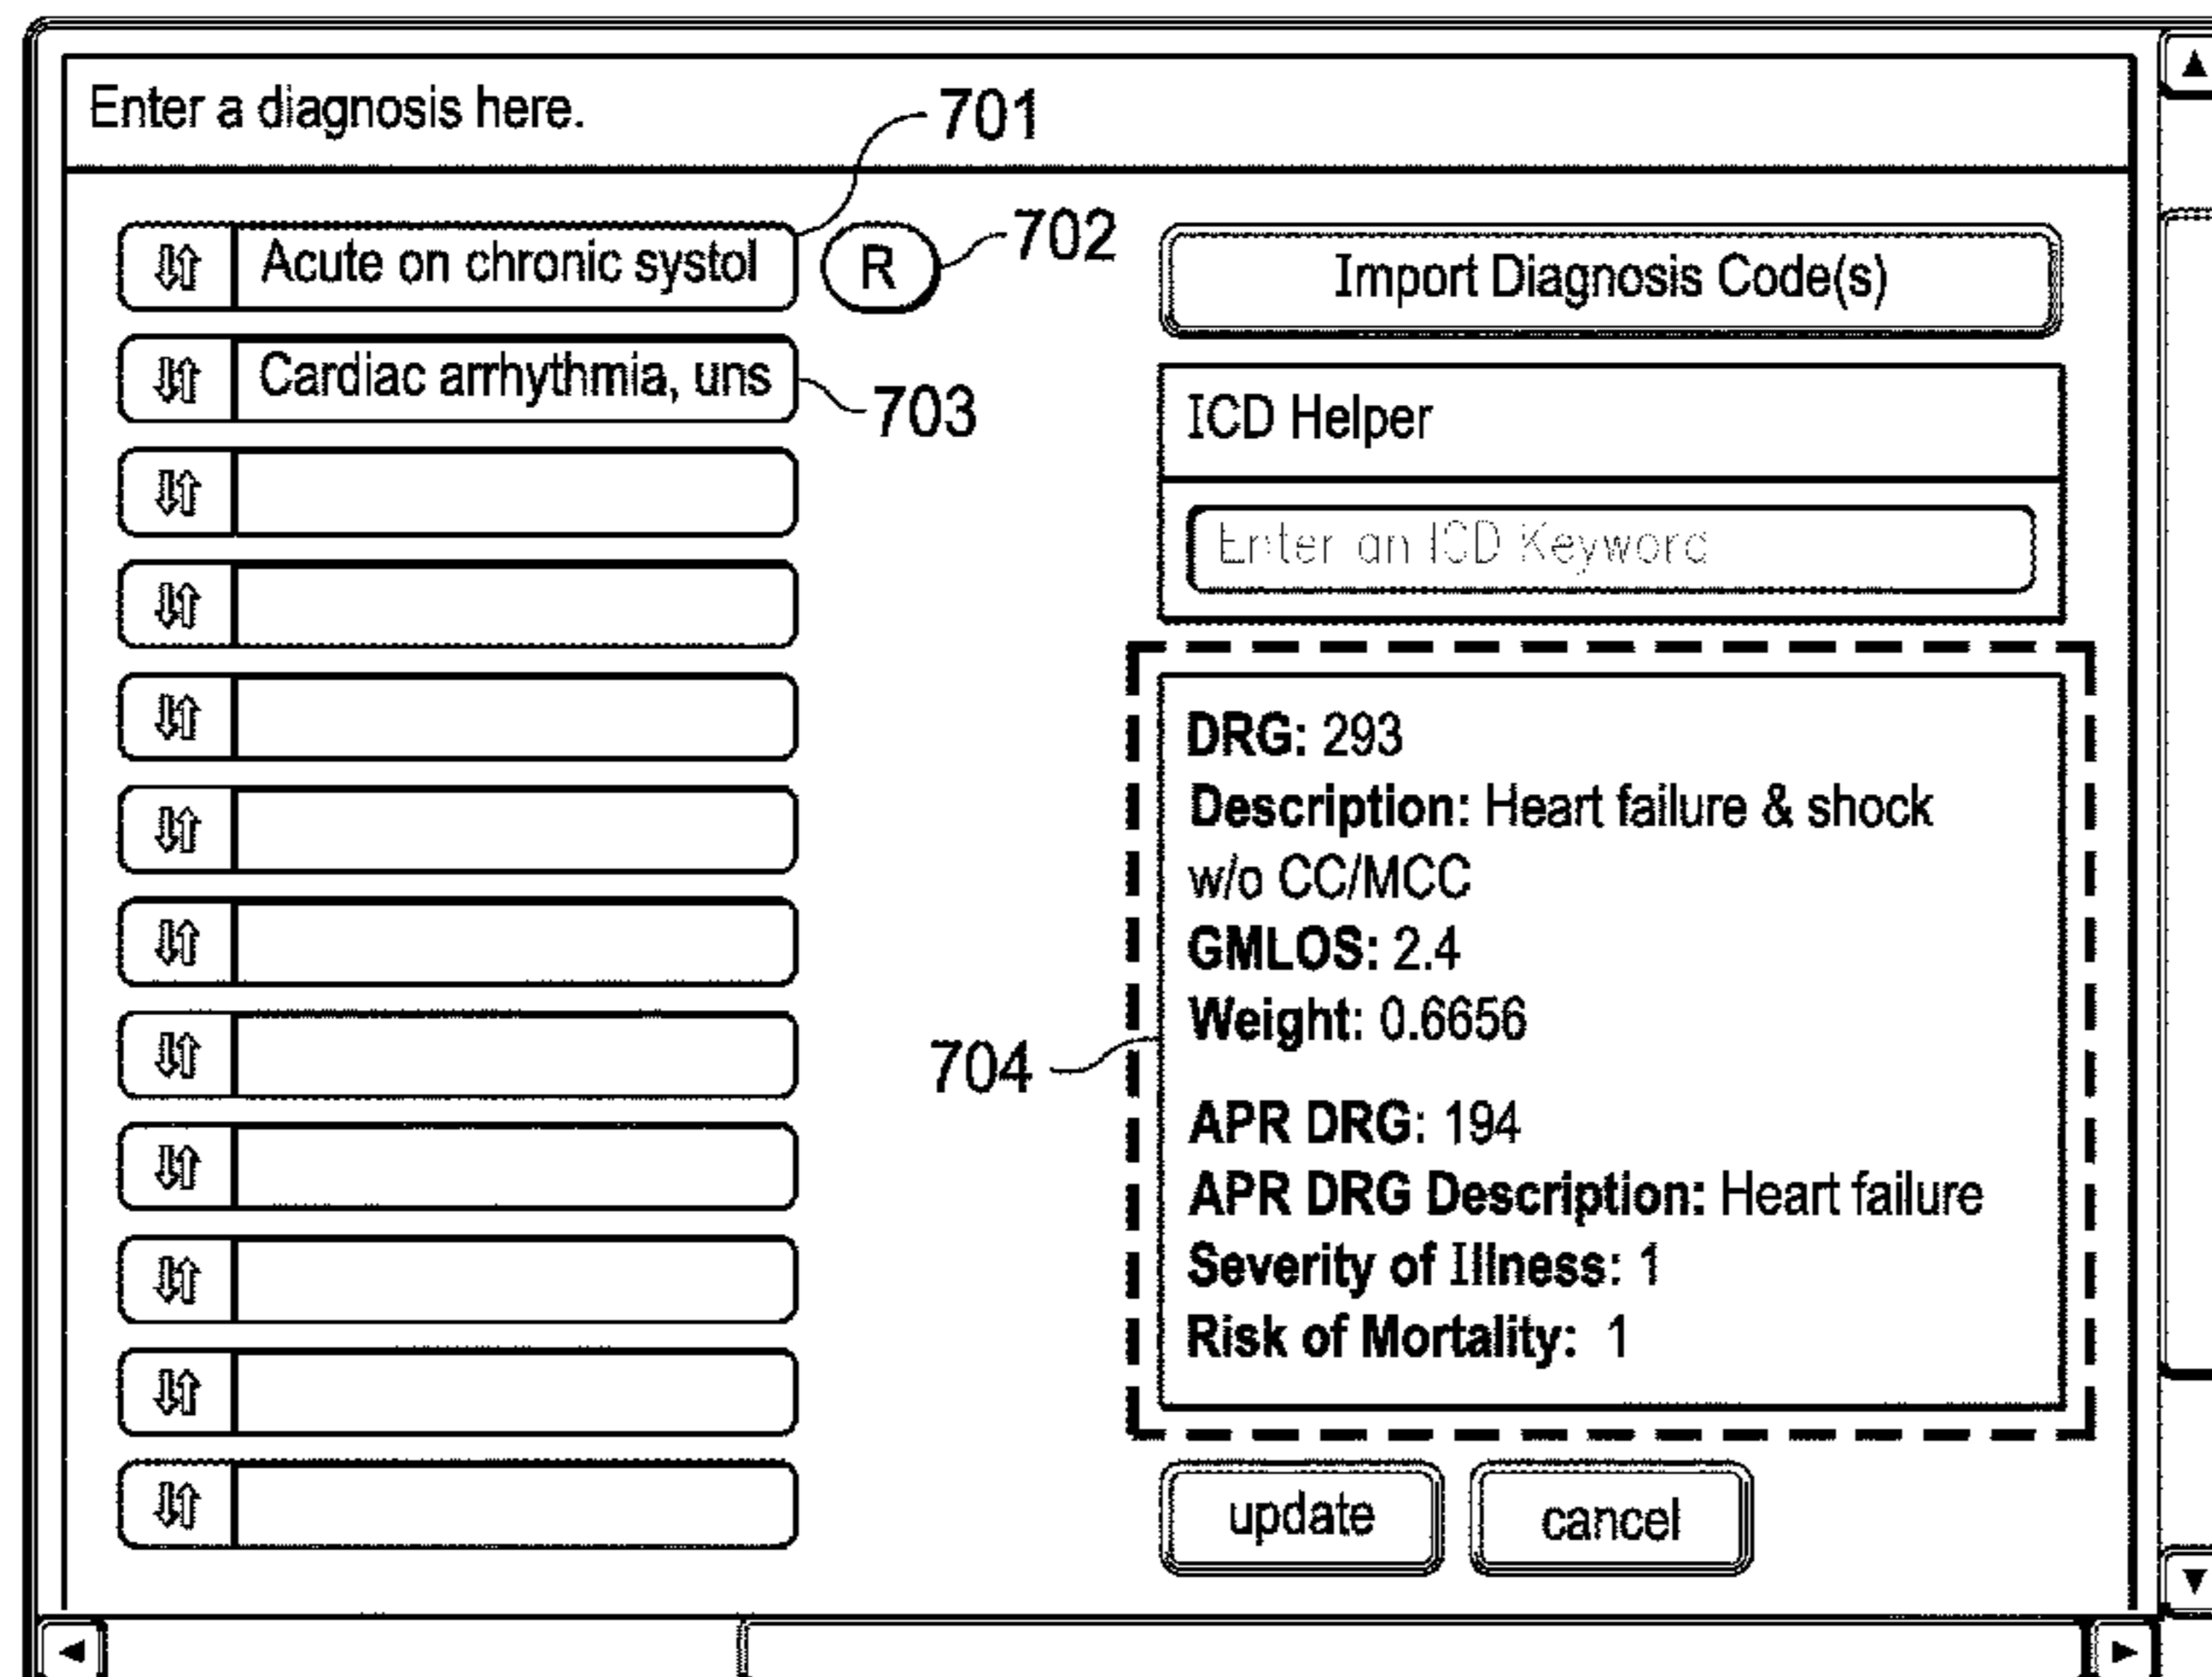 Enter a diagnosis here.
701
Acute on chronic systol
R
702
Cardiac arrhythmia, uns
703
Import Diagnosis Code(s)
ICD Helper
Enter an ICD Keyword
DRG: 293
Description: Heart failure & shock
w/o CC/MCC
GMLOS: 2.4
Weight: 0.6656
704
APR DRG: 194
APR DRG Description: Heart failure
Severity of Illness: 1
Risk of Mortality: 1
update
cancel